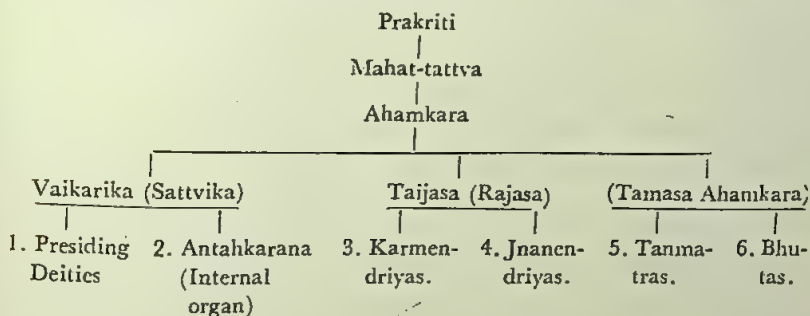 Prakriti
Mahat-tattva
Ahamkara
Vaikarika (Sattvika) Taijasa (Rajasa) (Tamasa Ahamkara)
1. Presiding 2. Antahkarana 3. Karmen- 4. Jnanen- 5. Tanma- 6. Bhu-
Deities (Internal driyas. driyas. tras. tas.
organ)